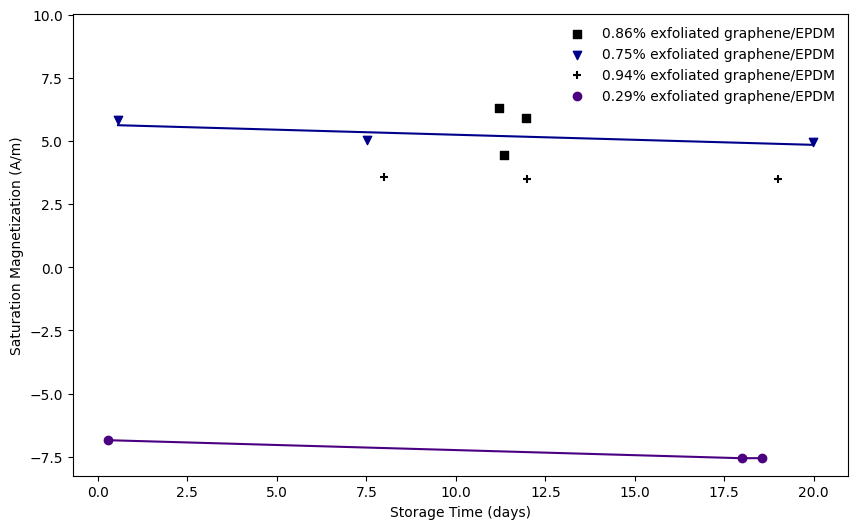 10.0
7.5
5.0
2.5
0.0
−2.5
−5.0
−7.5
Saturation Magnetization (A/m)
0.86% exfoliated graphene/EPDM
0.75% exfoliated graphene/EPDM
0.94% exfoliated graphene/EPDM
0.29% exfoliated graphene/EPDM
0.0 2.5 5.0 7.5 10.0 12.5 15.0 17.5 20.0
Storage Time (days)